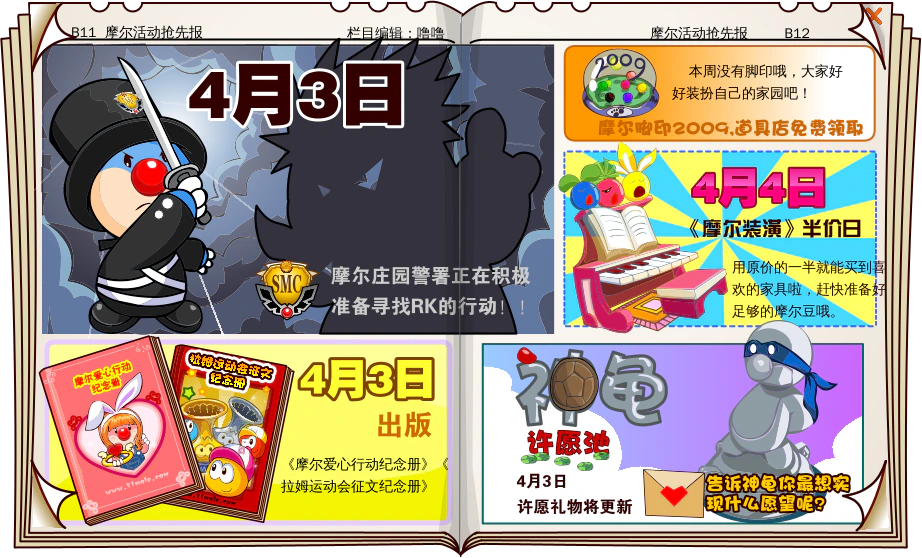 B11 摩尔活动抢先报
栏目编辑：噜噜
摩尔活动抢先报
B12
4月3日
SMC
摩尔庄园警署正在积极
准备寻找RK的行动！！
2009
本周没有脚印哦，大家好
好装扮自己的家园吧！
摩尔脚印2009,道具店免费领取
4月4日
《摩尔装潢》半价日
用原价的一半就能买到喜
欢的家具啦，赶快准备好
足够的摩尔豆哦。
摩尔爱心行动
纪念册
www.51mole.com
拉姆运动会征文
纪念册
www.51mole.com
4月3日
出版
《摩尔爱心行动纪念册》《
拉姆运动会征文纪念册》
神龟
许愿池
4月3日
许愿礼物将更新
告诉神龟你最想实
现什么愿望呢?